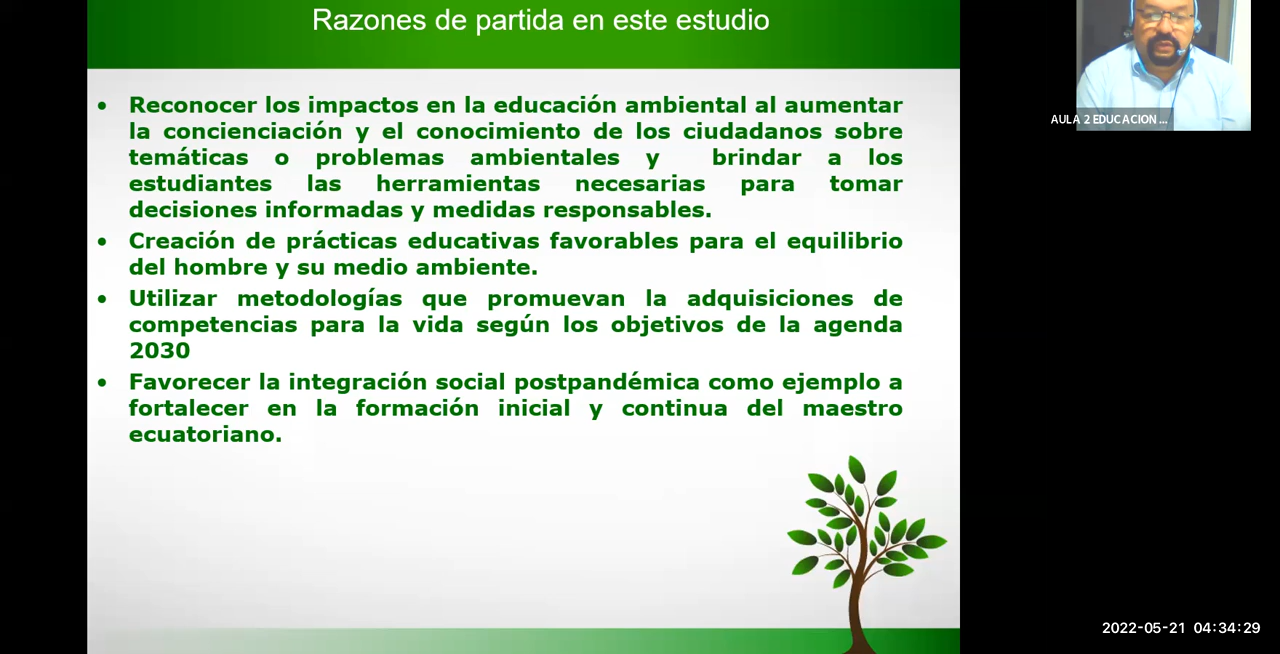 Razones de partida en este estudio
• Reconocer los impactos en la educación ambiental al aumentar
la concienciación y el conocimiento de los ciudadanos sobre
temáticas o problemas ambientales y brindar a los
estudiantes las herramientas necesarias para tomar
decisiones informadas y medidas responsables.
• Creación de prácticas educativas favorables para el equilibrio
del hombre y su medio ambiente.
• Utilizar metodologías que promuevan la adquisiciones de
competencias para la vida según los objetivos de la agenda
2030
• Favorecer la integración social postpandémica como ejemplo a
fortalecer en la formación inicial y continua del maestro
ecuatoriano.
AULA 2 EDUCACION ...
2022-05-21 04:34:29